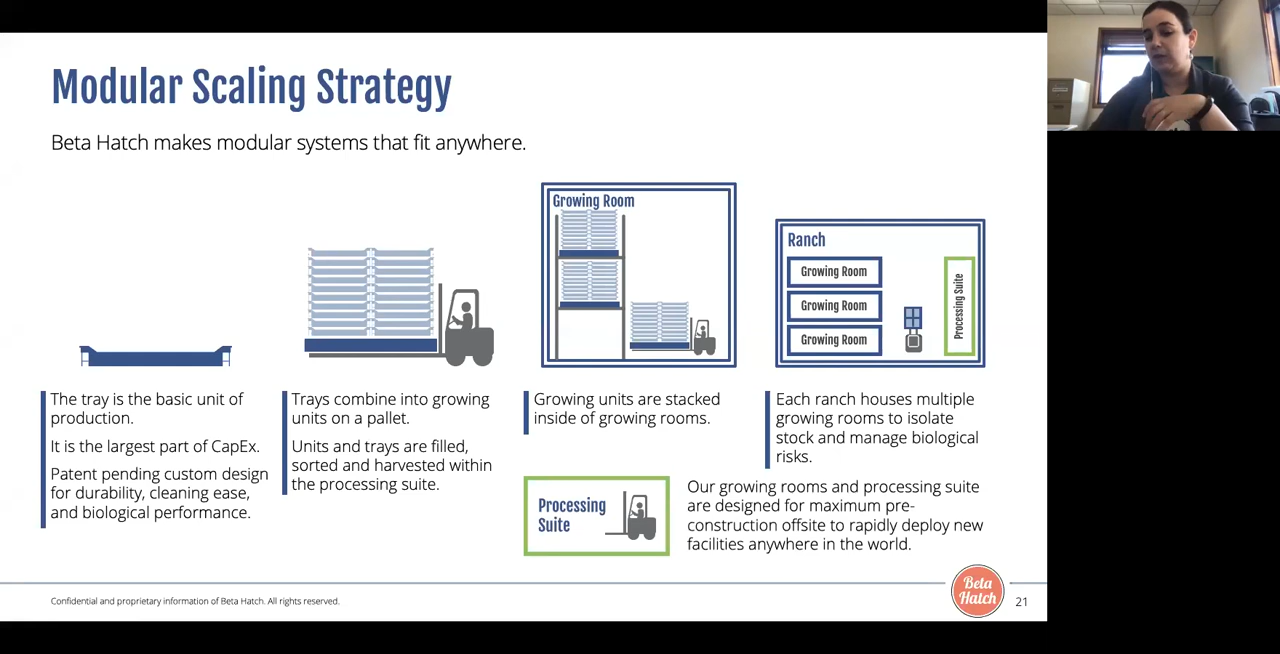 Modular Scaling Strategy
Beta Hatch makes modular systems that fit anywhere.
The tray is the basic unit of
production.
It is the largest part of CapEx.
Patent pending custom design
for durability, cleaning ease,
and biological performance.
Trays combine into growing
units on a pallet.
Units and trays are filled,
sorted and harvested within
the processing suite.
Growing Room
Growing units are stacked
inside of growing rooms.
Ranch
Growing Room
Growing Room
Growing Room
Processing Suite
Each ranch houses multiple
growing rooms to isolate
stock and manage biological
risks.
Processing
Suite
Our growing rooms and processing suite
are designed for maximum pre-
construction offsite to rapidly deploy new
facilities anywhere in the world.
Confidential and proprietary information of Beta Hatch. All rights reserved.
Beta
Hatch
21